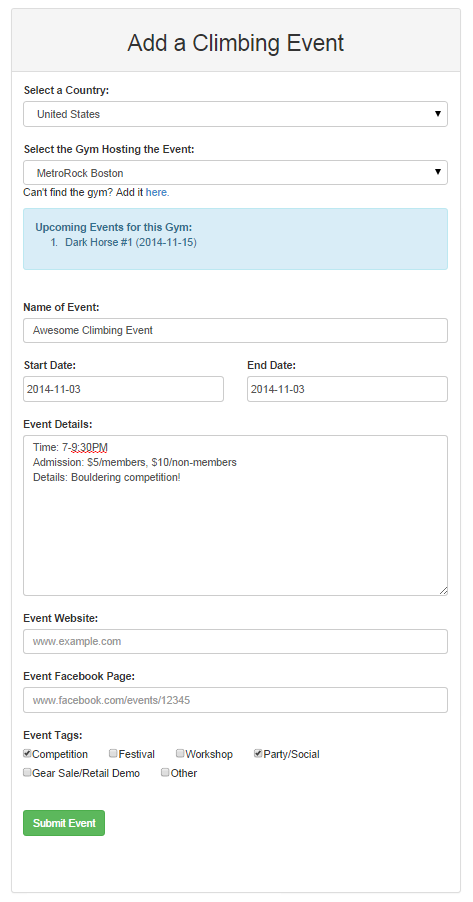 Add a Climbing Event
Select a Country:
United States
Select the Gym Hosting the Event:
MetroRock Boston
Can't find the gym? Add it here.
Upcoming Events for this Gym:
1. Dark Horse #1 (2014-11-15)
Name of Event:
Awesome Climbing Event
Start Date: End Date:
2014-11-03 2014-11-03
Event Details:
Time: 7-9:30PM
Admission: $5/members, $10/non-members
Details: Bouldering competition!
Event Website:
www.example.com
Event Facebook Page:
www.facebook.com/events/12345
Event Tags:
Competition Festival Workshop Party/Social
Gear Sale/Retail Demo Other
Submit Event